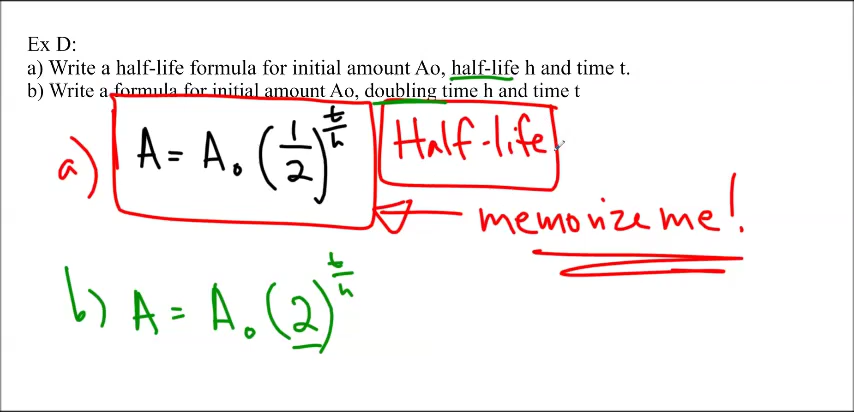 Ex D:
a) Write a half-life formula for initial amount Ao, half-life h and time t.
b) Write a formula for initial amount Ao, doubling time h and time t
a) A = A₀ (1/2)^(t/h) Half-life
memorize me!
b) A = A₀ (2)^(t/h)